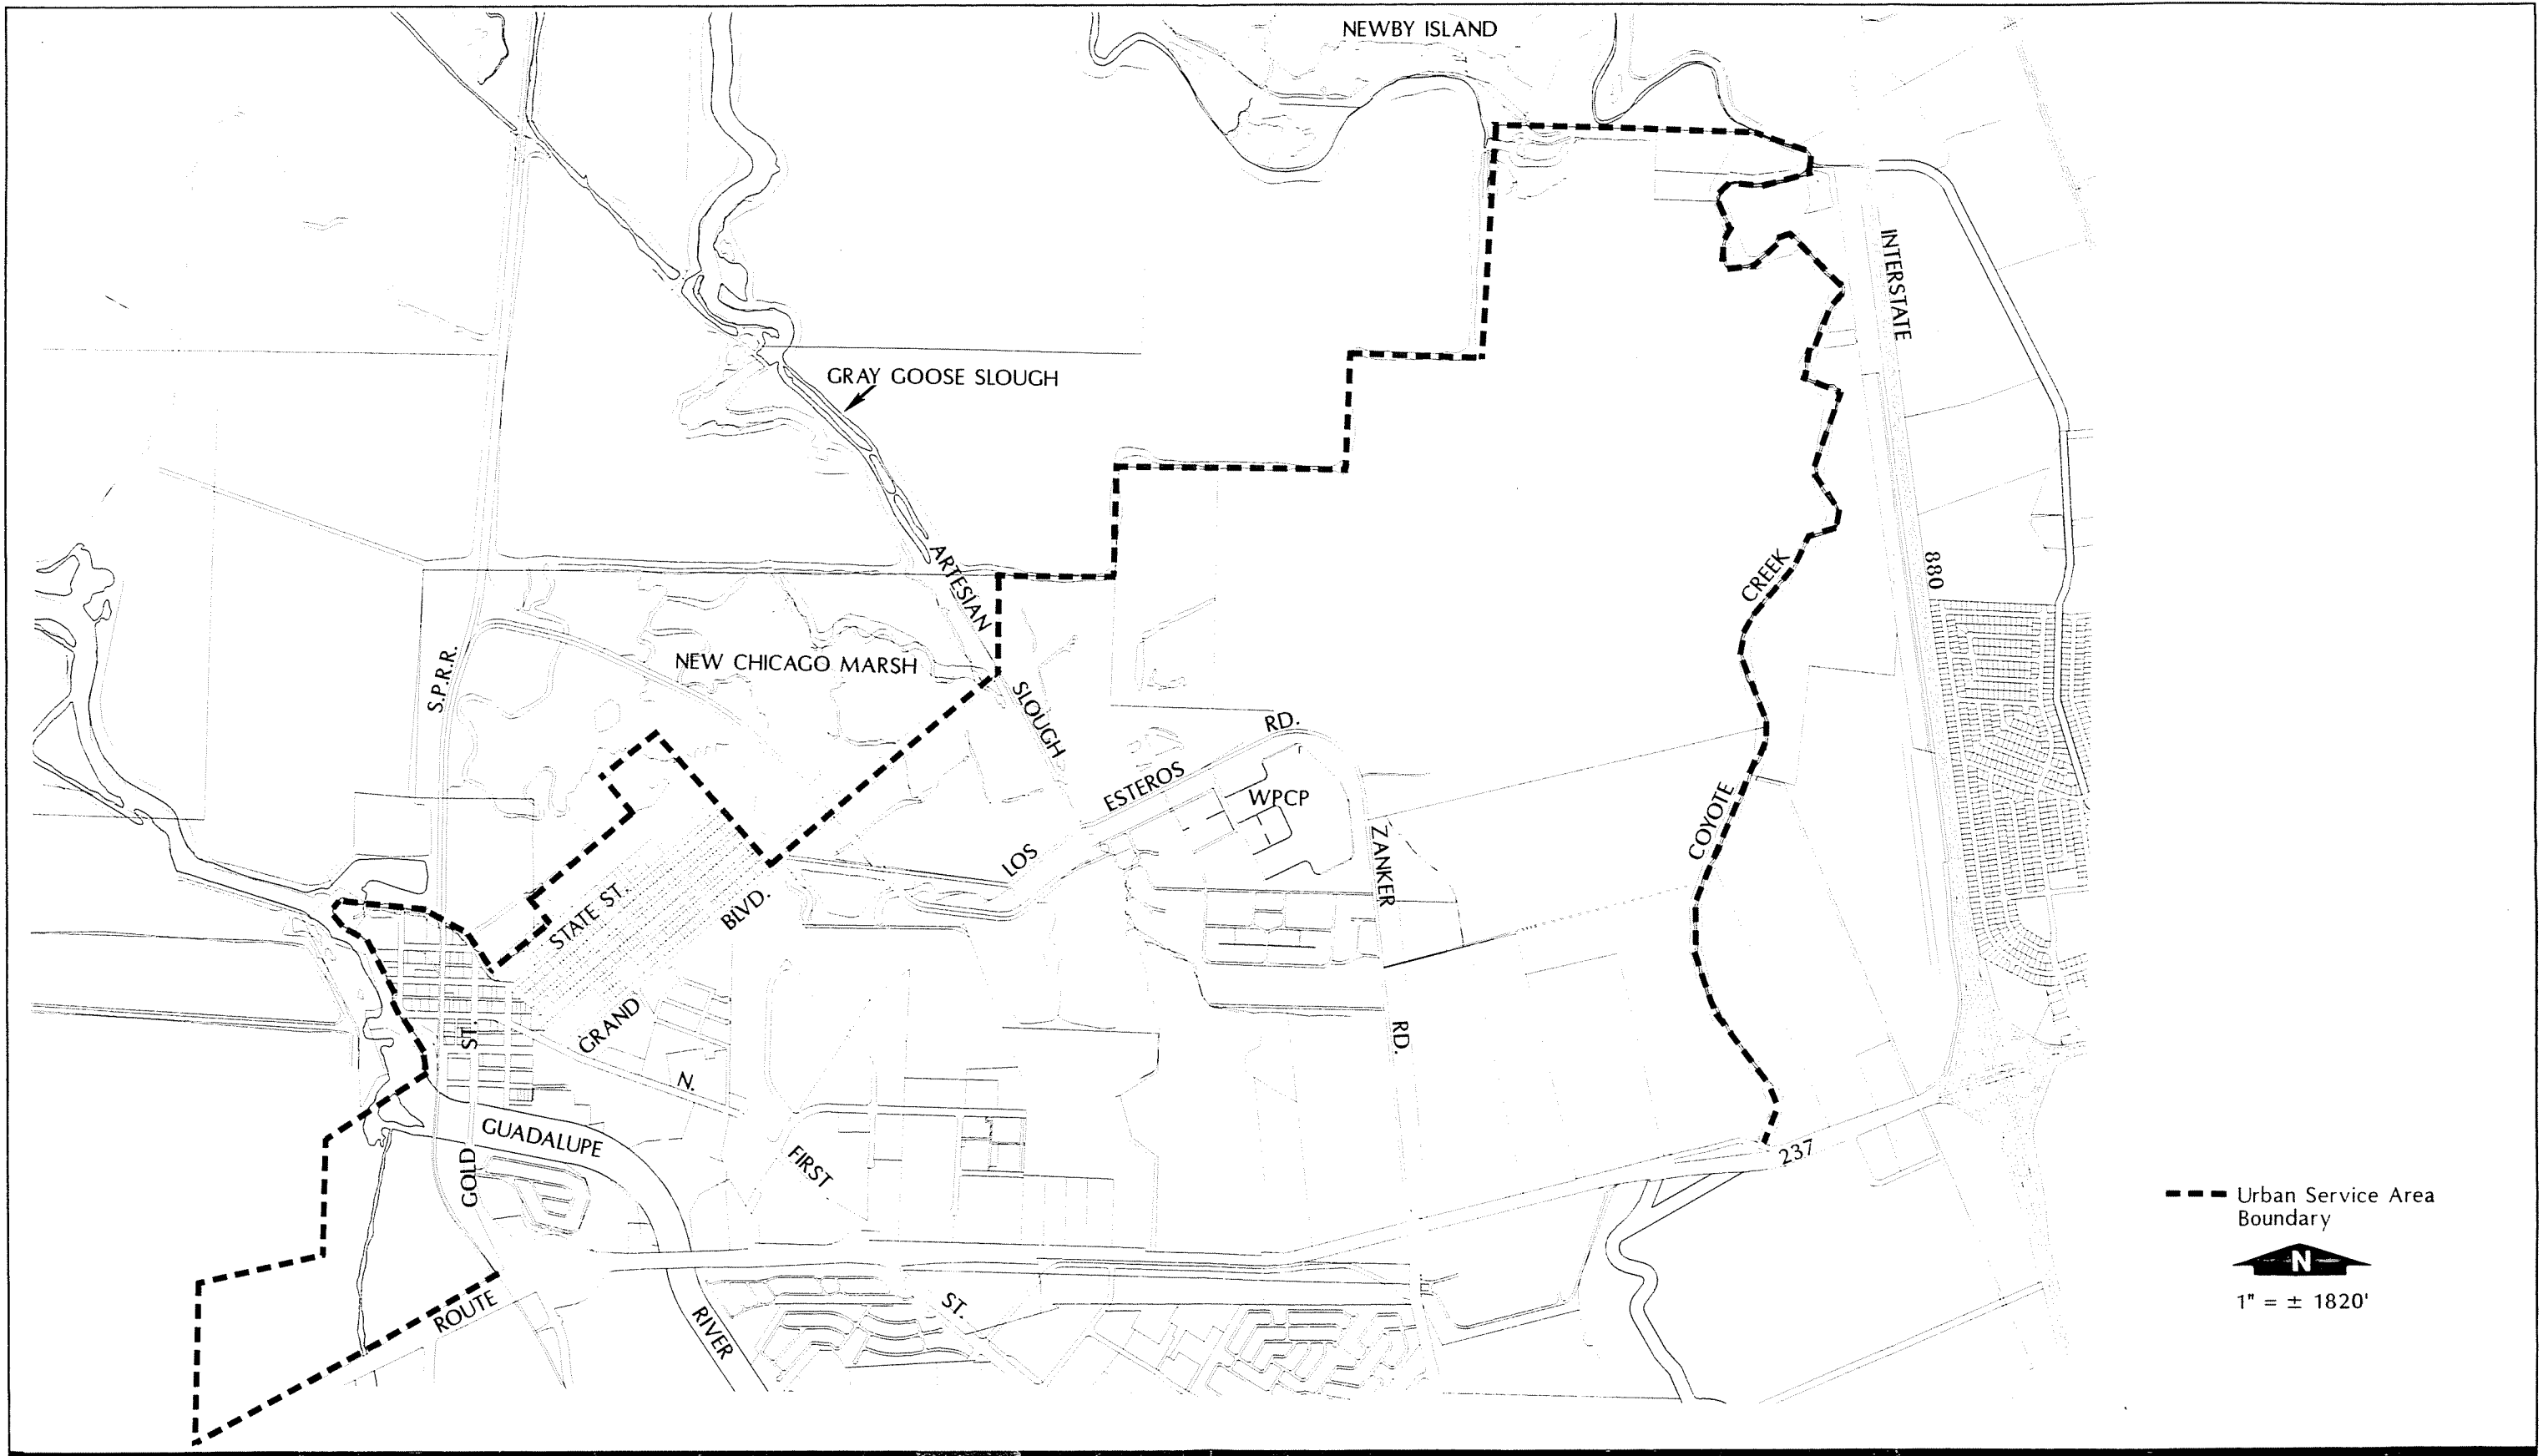 NEWBY ISLAND
INTERSTATE
GRAY GOOSE SLOUGH
880
ARTESIAN
CREEK
S.P.R.R.
NEW CHICAGO MARSH
SLOUGH
RD.
ESTEROS
WPCP
COYOTE
ZANKER
LOS
STATE ST.
BLVD.
GRAND
ST.
RD.
N.
GUADALUPE
FIRST
237
GOLD
Urban Service Area
Boundary
N
ROUTE
ST.
RIVER
1" = ± 1820'